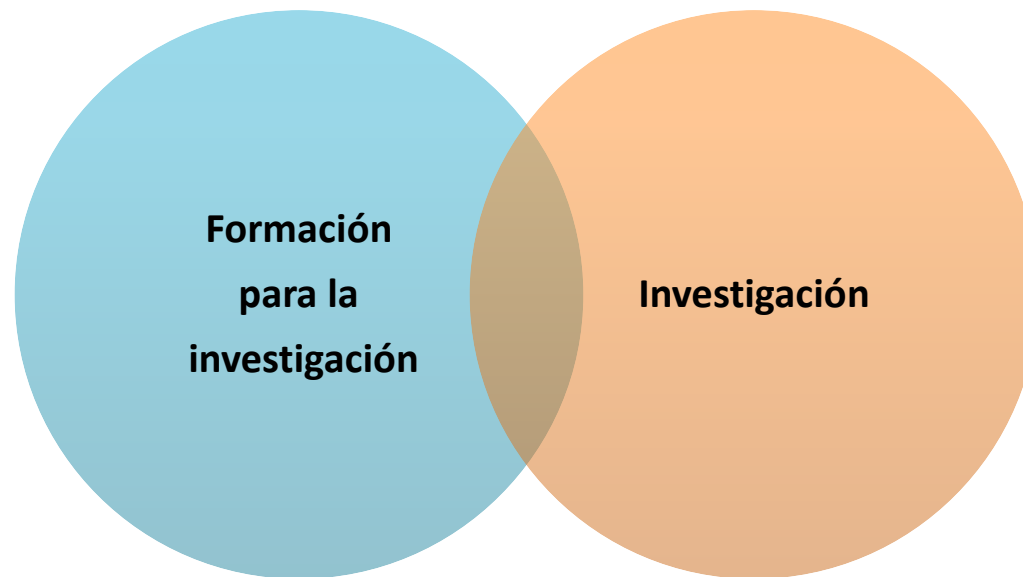 Formación
para la
investigación
Investigación